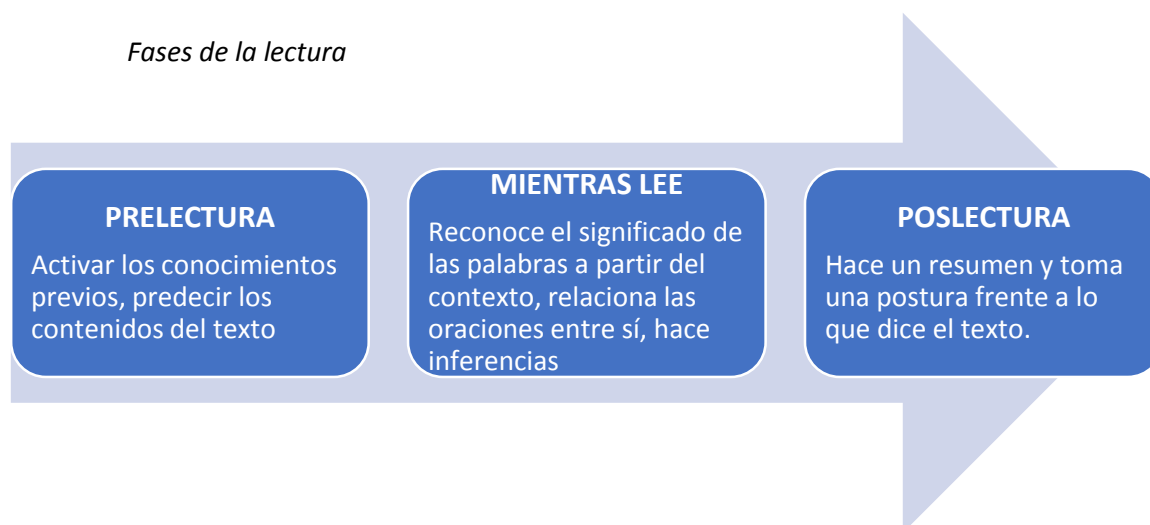 Fases de la lectura
PRELECTURA
Activar los conocimientos
previos, predecir los
contenidos del texto
MIENTRAS LEE
Reconoce el significado de
las palabras a partir del
contexto, relaciona las
oraciones entre sí, hace
inferencias
POSLECTURA
Hace un resumen y toma
una postura frente a lo
que dice el texto.